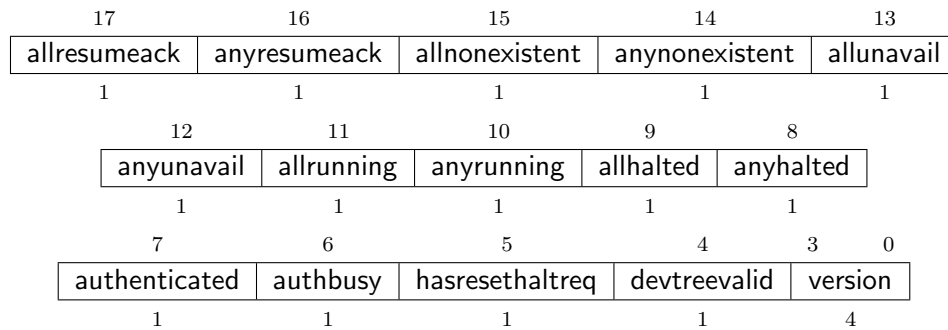 17 16 15 14 13
allresumeack anyresumeack allnonexistent anynonexistent allunavail
1 1 1 1 1
12 11 10 9 8
anyunavail allrunning anyrunning allhalted anyhalted
1 1 1 1 1
7 6 5 4 3 0
authenticated authbusy hasresethaltreq devtreevalid version
1 1 1 1 4